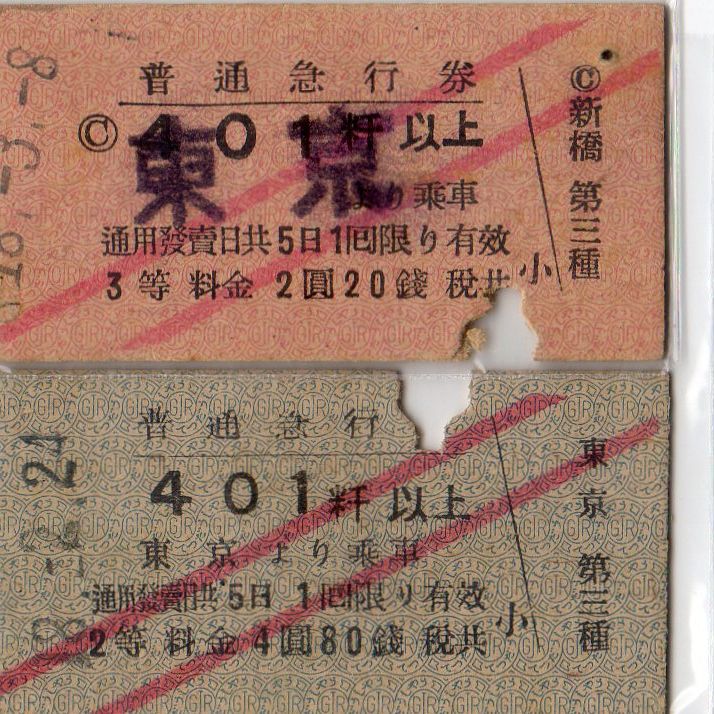 18.-3.-8
普通急行券
Ⓒ 401粁以上
東京
より乗車
通用發賣日共5日1回限り有效
3等 料金 2圓20錢 税共
小
Ⓒ新橋 第三種
普通急行
401粁以上
東京より乗車
通用發賣日共5日1回限り有效
2等 料金 4圓80錢 税共
小
東京 第三種